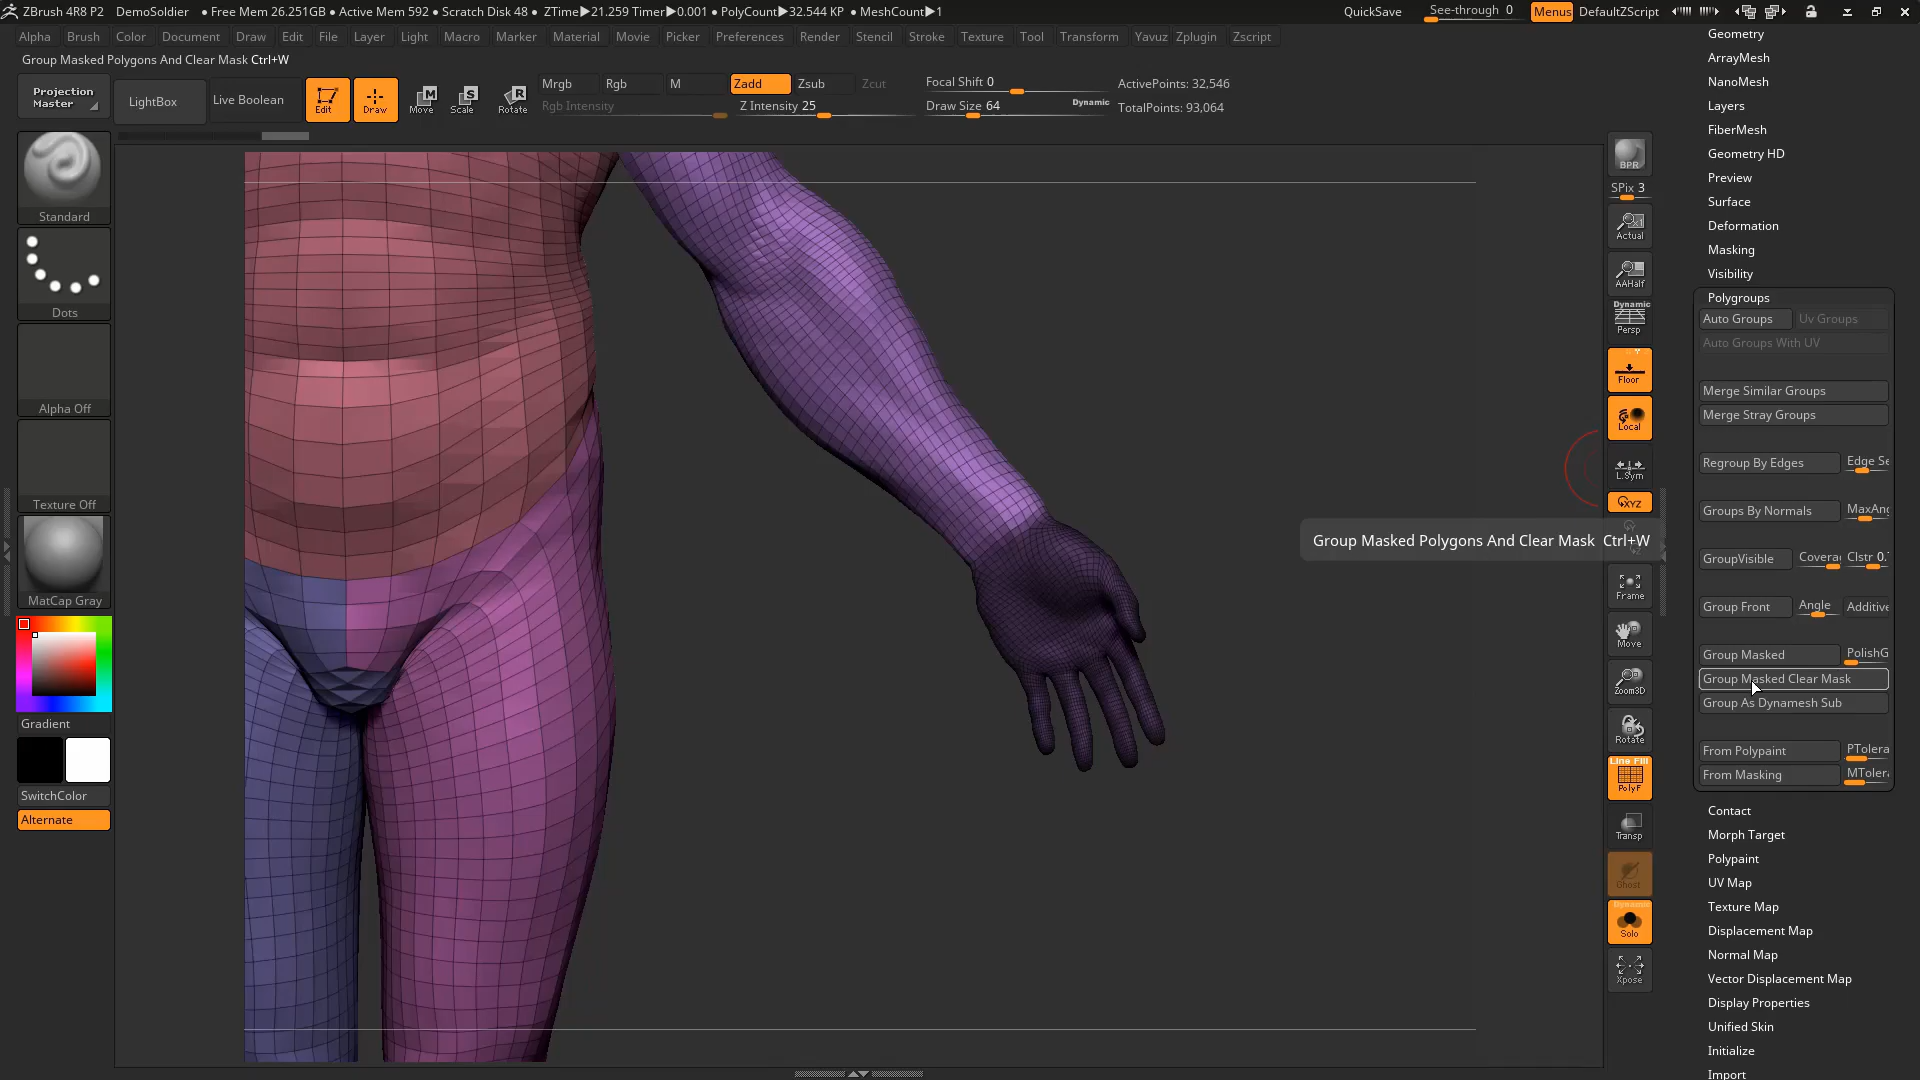 ZBrush 4R8 P2 DemoSoldier • Free Mem 26.251GB • Active Mem 592 • Scratch Disk 48 • ZTime▶21.259 Timer▶0.001 • PolyCount▶32.544 KP • MeshCount▶1 QuickSave See-through 0 Menus DefaultZScript
Alpha Brush Color Document Draw Edit File Layer Light Macro Marker Material Movie Picker Preferences Render Stencil Stroke Texture Tool Transform Yavuz Zplugin Zscript
Group Masked Polygons And Clear Mask Ctrl+W
Projection
Master
LightBox
Live Boolean
Edit
Draw
Move
Scale
Rotate
Mrgb Rgb M Zadd Zsub Zcut
Rgb Intensity Z Intensity 25
Focal Shift 0
Draw Size 64 Dynamic
ActivePoints: 32,546
TotalPoints: 93,064
Standard
Dots
Alpha Off
Texture Off
MatCap Gray
Gradient
SwitchColor
Alternate
BPR
SPix 3
Actual
AAHalf
Dynamic
Persp
Floor
Local
L.Sym
XYZ
Group Masked Polygons And Clear Mask Ctrl+W
Frame
Move
Zoom3D
Rotate
Line Fill
PolyF
Transp
Ghost
Dynamic
Solo
Xpose
Geometry
ArrayMesh
NanoMesh
Layers
FiberMesh
Geometry HD
Preview
Surface
Deformation
Masking
Visibility
Polygroups
Auto Groups Uv Groups
Auto Groups With UV
Merge Similar Groups
Merge Stray Groups
Regroup By Edges Edge Se
Groups By Normals MaxAng
GroupVisible Covera Clstr 0.
Group Front Angle Additive
Group Masked PolishG
Group Masked Clear Mask
Group As Dynamesh Sub
From Polypaint PTolera
From Masking MTolera
Contact
Morph Target
Polypaint
UV Map
Texture Map
Displacement Map
Normal Map
Vector Displacement Map
Display Properties
Unified Skin
Initialize
Import